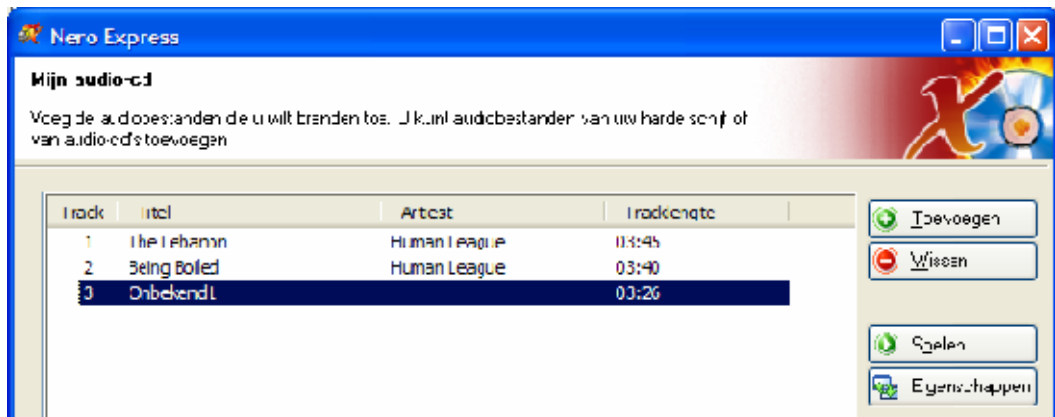 Nero Express
Mijn audio-cd
Voeg de audiobestanden die u wilt branden toe. U kunt audiobestanden van uw harde schijf of
van audio-cd's toevoegen
Track Titel Artiest Tracklengte
1 The Lebanon Human League 03:45
2 Being Boiled Human League 03:40
3 Onbekend1 03:26
Toevoegen
Wissen
Spelen
Eigenschappen